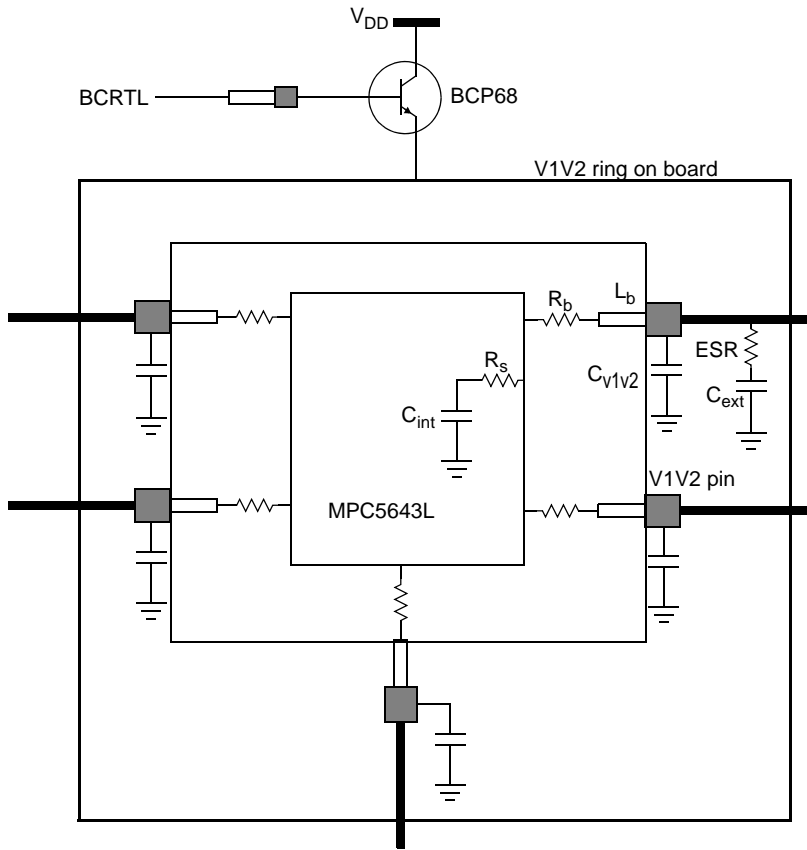 VDD
BCRTL
BCP68
V1V2 ring on board
Rb
Lb
ESR
Rs
Cv1v2
Cext
Cint
V1V2 pin
MPC5643L